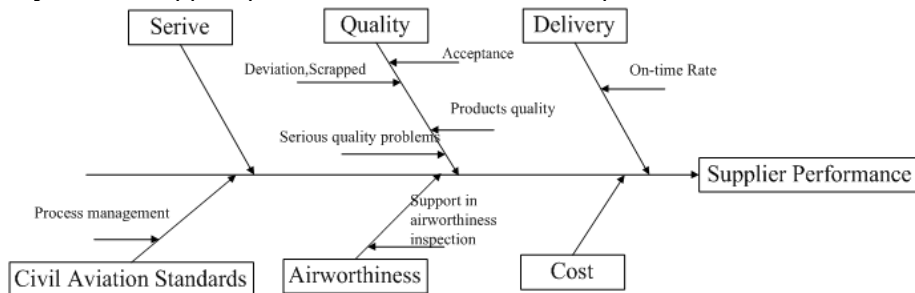 Serive
Quality
Delivery
Acceptance
Deviation,Scrapped
On-time Rate
Products quality
Serious quality problems
Supplier Performance
Process management
Support in
airworthiness
inspection
Civil Aviation Standards
Airworthiness
Cost